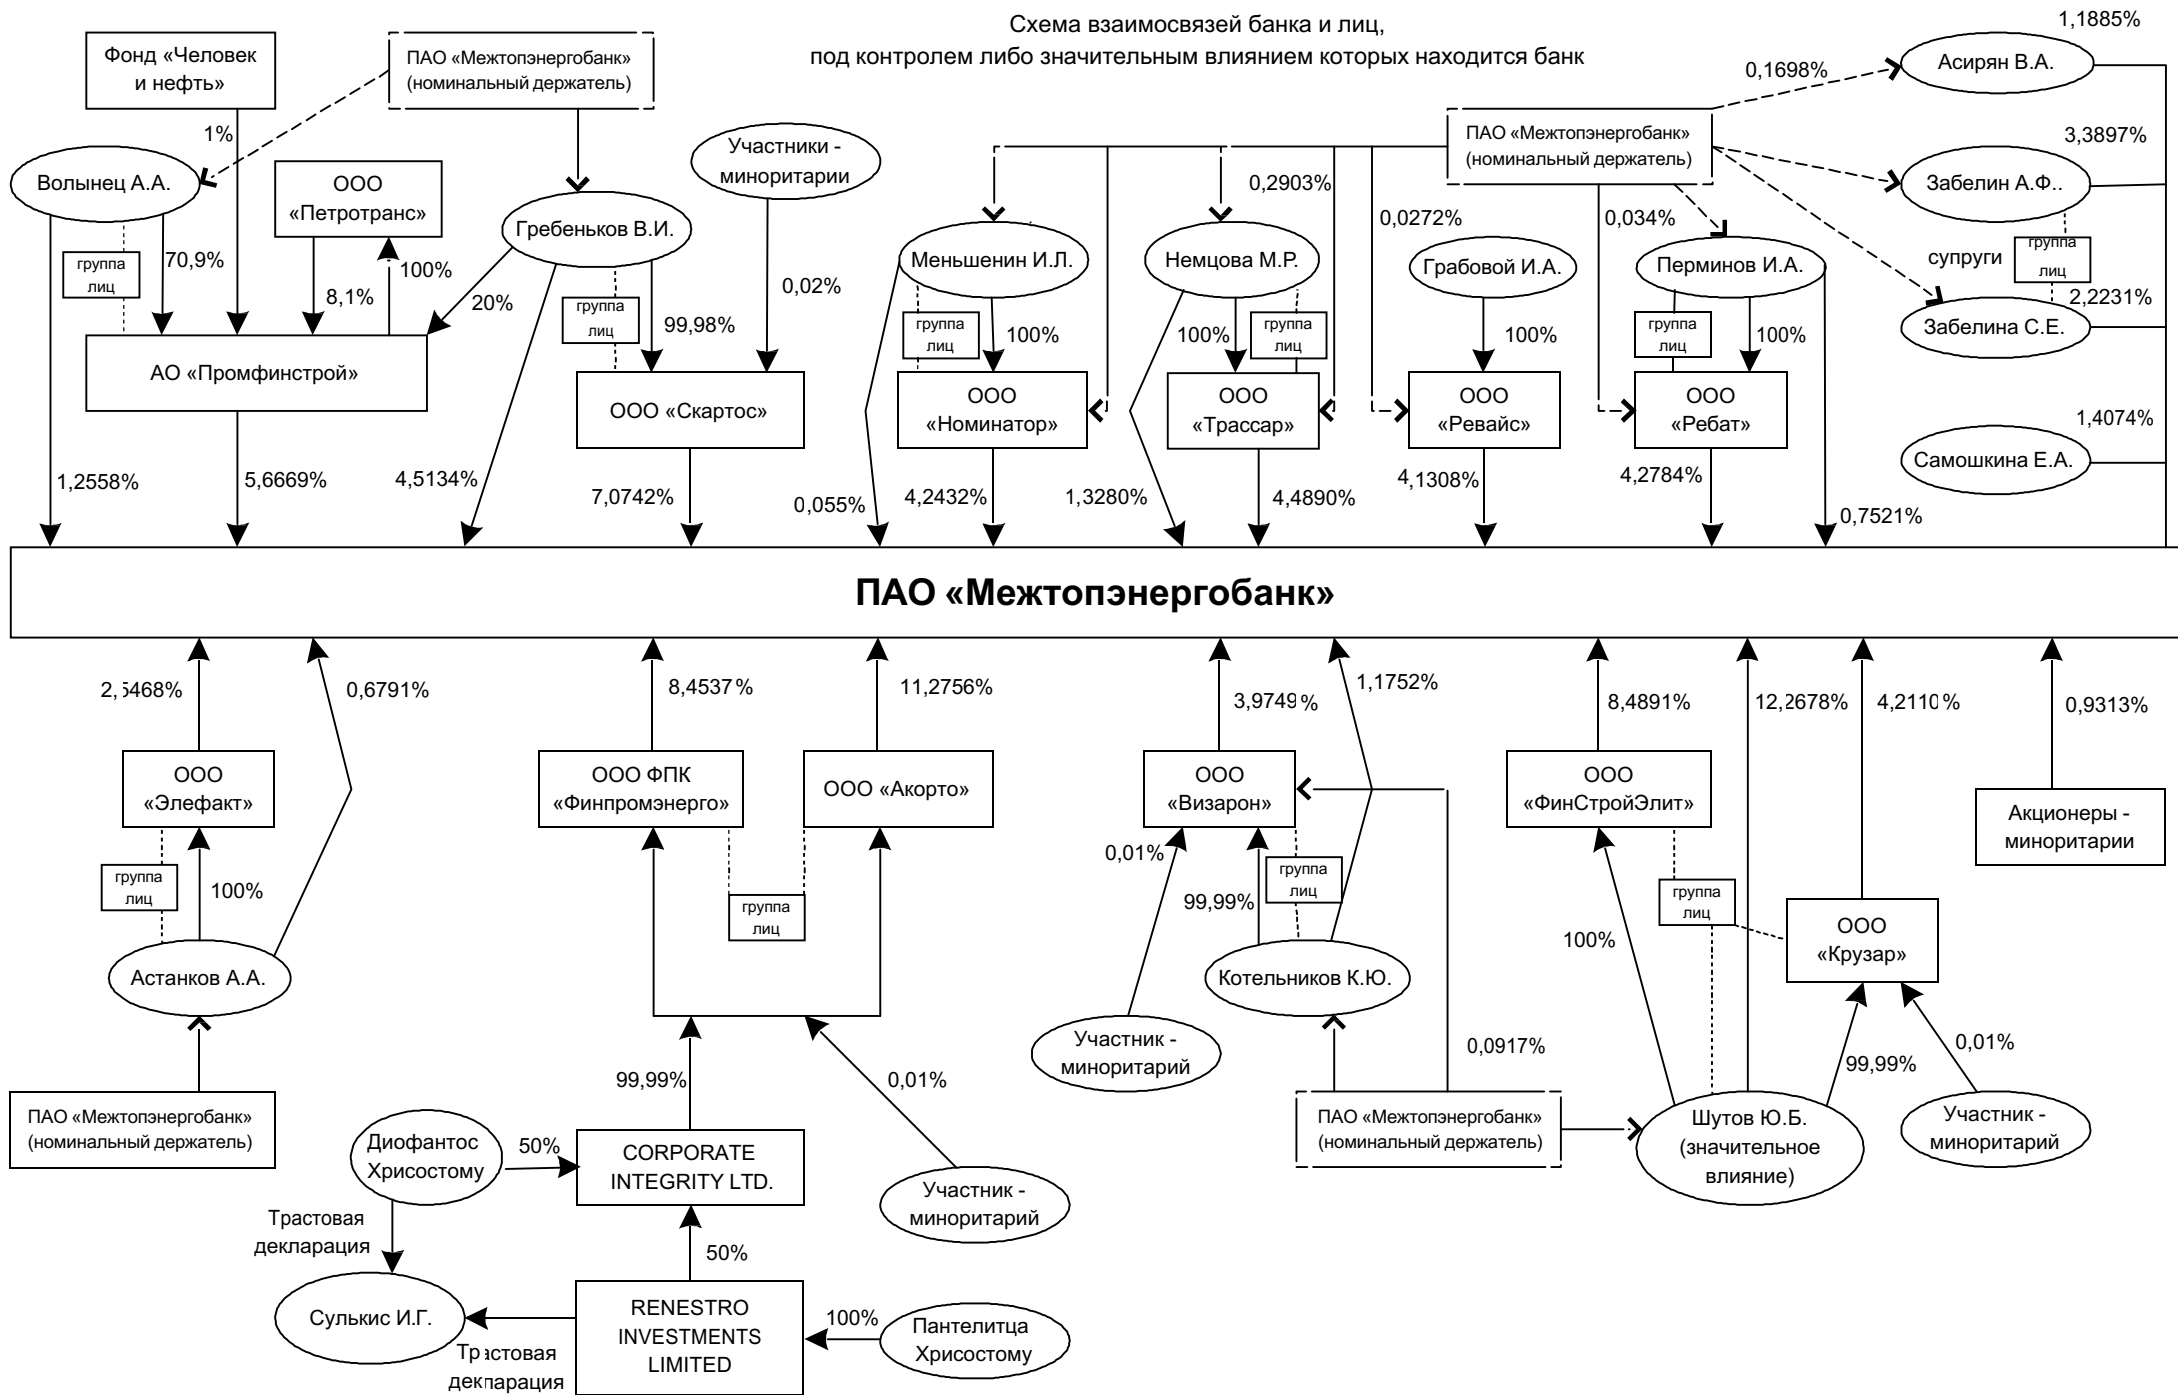 Схема взаимосвязей банка и лиц,
под контролем либо значительным влиянием которых находится банк
Фонд «Человек
и нефть»
ПАО «Межтопэнергобанк»
(номинальный держатель)
1,1885%
Асирян В.А.
0,1698%
ПАО «Межтопэнергобанк»
(номинальный держатель)
1%
Участники -
миноритарии
3,3897%
Забелин А.Ф..
Волынец А.А.
ООО
«Петротранс»
Гребеньков В.И.
0,2903%
0,0272%
0,034%
Меньшенин И.Л.
Немцова М.Р.
Грабовой И.А.
Перминов И.А.
супруги
группа
лиц
2,2231%
Забелина С.Е.
группа
лиц
70,9%
8,1%
100%
20%
группа
лиц
99,98%
0,02%
группа
лиц
100%
100%
группа
лиц
100%
группа
лиц
100%
АО «Промфинстрой»
ООО «Скартос»
ООО
«Номинатор»
ООО
«Трассар»
ООО
«Ревайс»
ООО
«Ребат»
1,4074%
Самошкина Е.А.
1,2558%
5,6669%
4,5134%
7,0742%
0,055%
4,2432%
1,3280%
4,4890%
4,1308%
4,2784%
0,7521%
ПАО «Межтопэнергобанк»
2,5468%
0,6791%
8,4537%
11,2756%
3,9749%
1,1752%
8,4891%
12,2678%
4,2110%
0,9313%
ООО
«Элефакт»
ООО ФПК
«Финпромэнерго»
ООО «Акорто»
ООО
«Визарон»
ООО
«ФинСтройЭлит»
Акционеры -
миноритарии
группа
лиц
100%
группа
лиц
0,01%
99,99%
группа
лиц
группа
лиц
100%
ООО
«Крузар»
Астанков А.А.
Котельников К.Ю.
Участник -
миноритарий
0,0917%
99,99%
0,01%
99,99%
0,01%
ПАО «Межтопэнергобанк»
(номинальный держатель)
Диофантос
Хрисостому
50%
CORPORATE
INTEGRITY LTD.
Участник -
миноритарий
ПАО «Межтопэнергобанк»
(номинальный держатель)
Шутов Ю.Б.
(значительное
влияние)
Участник -
миноритарий
Трастовая
декларация
50%
Сулькис И.Г.
Трастовая
декларация
RENESTRO
INVESTMENTS
LIMITED
100%
Пантелитца
Хрисостому